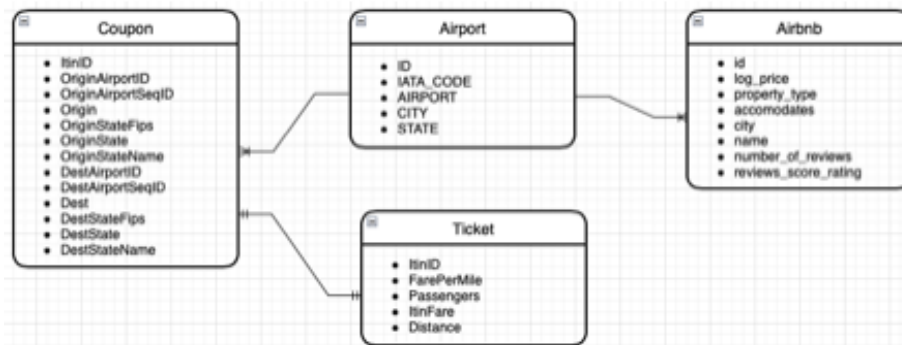 Coupon
ItinID
OriginAirportID
OriginAirportSeqID
Origin
OriginStateFips
OriginState
OriginStateName
DestAirportID
DestAirportSeqID
Dest
DestStateFips
DestState
DestStateName
Airport
ID
IATA_CODE
AIRPORT
CITY
STATE
Airbnb
id
log_price
property_type
accomodates
city
name
number_of_reviews
reviews_score_rating
Ticket
ItinID
FarePerMile
Passengers
ItinFare
Distance